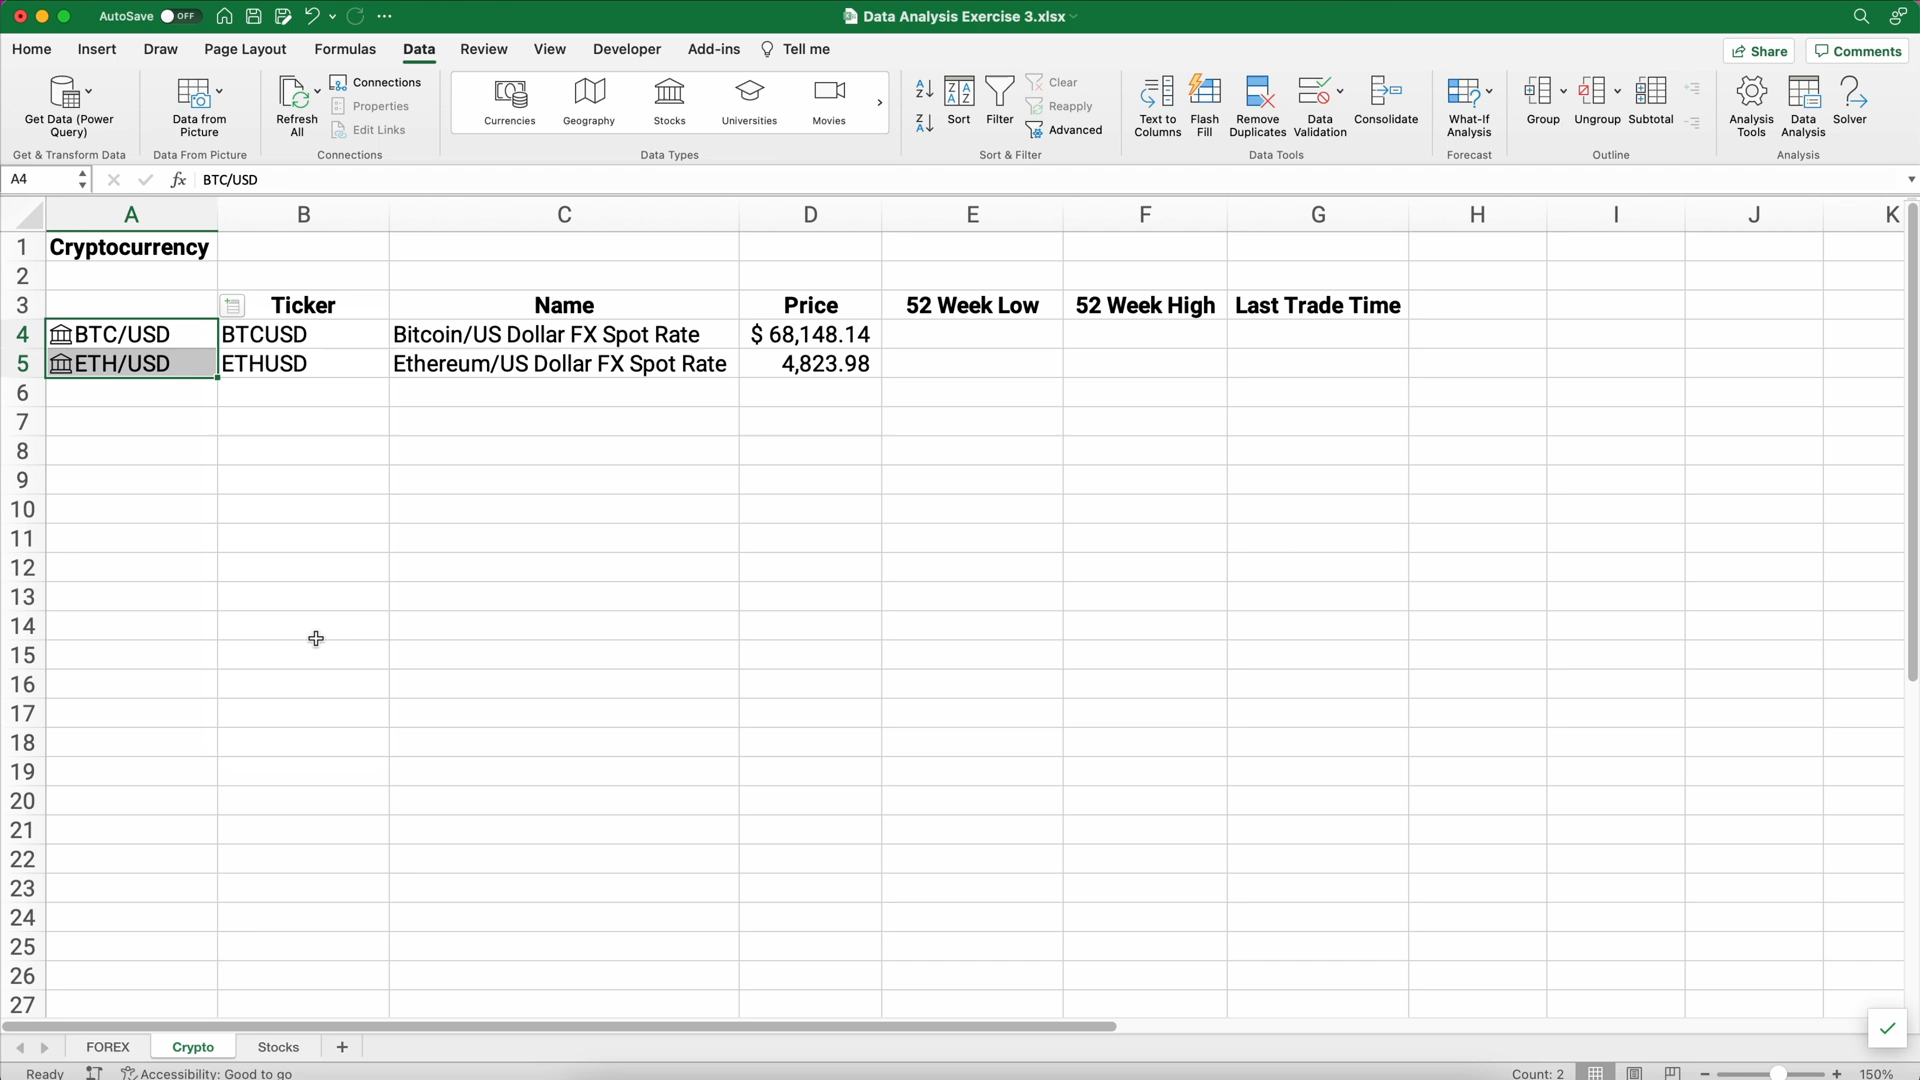 AutoSave OFF Data Analysis Exercise 3.xlsx
Home Insert Draw Page Layout Formulas Data Review View Developer Add-ins Tell me Share Comments
Get Data (Power Query)
Get & Transform Data
Data from Picture
Data From Picture
Refresh All
Connections
Properties
Edit Links
Connections
Currencies Geography Stocks Universities Movies
Data Types
Sort Filter
Clear
Reapply
Advanced
Sort & Filter
Text to Columns
Flash Fill
Remove Duplicates
Data Validation
Consolidate
Data Tools
What-If Analysis
Forecast
Group Ungroup Subtotal
Outline
Analysis Tools
Data Analysis
Solver
Analysis
A4 fx BTC/USD
A B C D E F G H I J K
1 Cryptocurrency
2
3 Ticker Name Price 52 Week Low 52 Week High Last Trade Time
4 BTC/USD BTCUSD Bitcoin/US Dollar FX Spot Rate $ 68,148.14
5 ETH/USD ETHUSD Ethereum/US Dollar FX Spot Rate 4,823.98
6
7
8
9
10
11
12
13
14
15
16
17
18
19
20
21
22
23
24
25
26
27
FOREX Crypto Stocks +
Ready Accessibility: Good to go Count: 2 150%